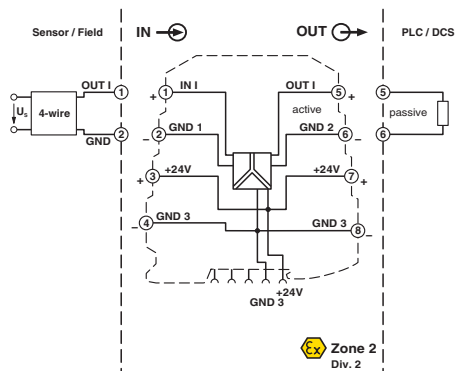 Sensor / Field
IN
OUT
PLC / DCS
OUT I
1
+
1
IN I
OUT I
5
+
5
Us
4-wire
active
passive
GND
2
–
2
GND 1
GND 2
6
–
6
+
3
+24V
+24V
7
+
–
4
GND 3
GND 3
8
–
+24V
GND 3
Ex
Zone 2
Div. 2